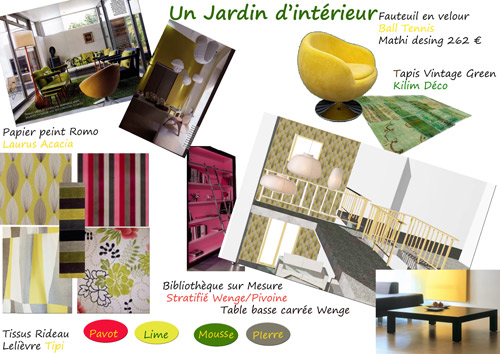 Un Jardin d'intérieur
Fauteuil en velour
Ball Tennis
Mathi desing 262 €
Tapis Vintage Green
Kilim Déco
Papier peint Romo
Laurus Acacia
Bibliothèque sur Mesure
Stratifié Wenge/Pivoine
Table basse carrée Wenge
Tissus Rideau
Lelièvre Tipi
Pavot
Lime
Mousse
Pierre